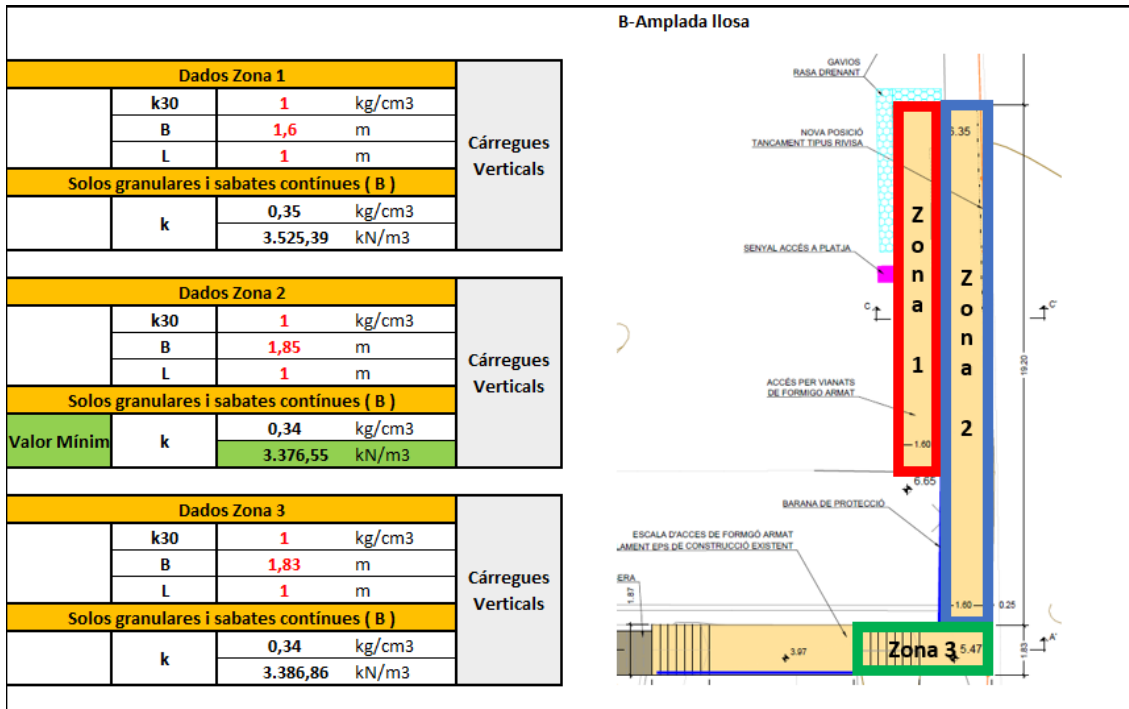 B-Amplada llosa
Dados Zona 1
k30 1 kg/cm3
B 1,6 m
L 1 m
Solos granulares i sabates contínues ( B )
k 0,35 kg/cm3
3.525,39 kN/m3
Cárregues
Verticals
Dados Zona 2
k30 1 kg/cm3
B 1,85 m
L 1 m
Solos granulares i sabates contínues ( B )
Valor Mínim k 0,34 kg/cm3
3.376,55 kN/m3
Cárregues
Verticals
Dados Zona 3
k30 1 kg/cm3
B 1,83 m
L 1 m
Solos granulares i sabates contínues ( B )
k 0,34 kg/cm3
3.386,86 kN/m3
Cárregues
Verticals
GAVIOS
RASA DRENANT
NOVA POSICIÓ
TANCAMENT TIPUS RIVISA
6.35
SENYAL ACCÉS A PLATJA
C
C'
Zona 1
Zona 2
19.20
ACCÉS PER VIANATS
DE FORMIGO ARMAT
1.60
6.65
BARANA DE PROTECCIÓ
ESCALA D'ACCES DE FORMGÓ ARMAT
LAMENT EPS DE CONSTRUCCIÓ EXISTENT
ERA
1.87
1.60
0.25
3.97
Zona 3
5.47
1.83
A'